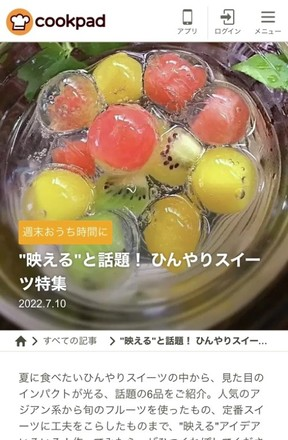 cookpad
アプリ
ログイン
メニュー
週末おうち時間に
"映える"と話題！ ひんやりスイー
ツ特集
2022.7.10
すべての記事
"映える"と話題！ ひんやりスイー…
夏に食べたいひんやりスイーツの中から、見た目の
インパクトが光る、話題の6品をご紹介。人気のア
ジアン系から旬のフルーツを使ったもの、定番スイ
ーツに工夫をこらしたものまで、"映える"アイデア